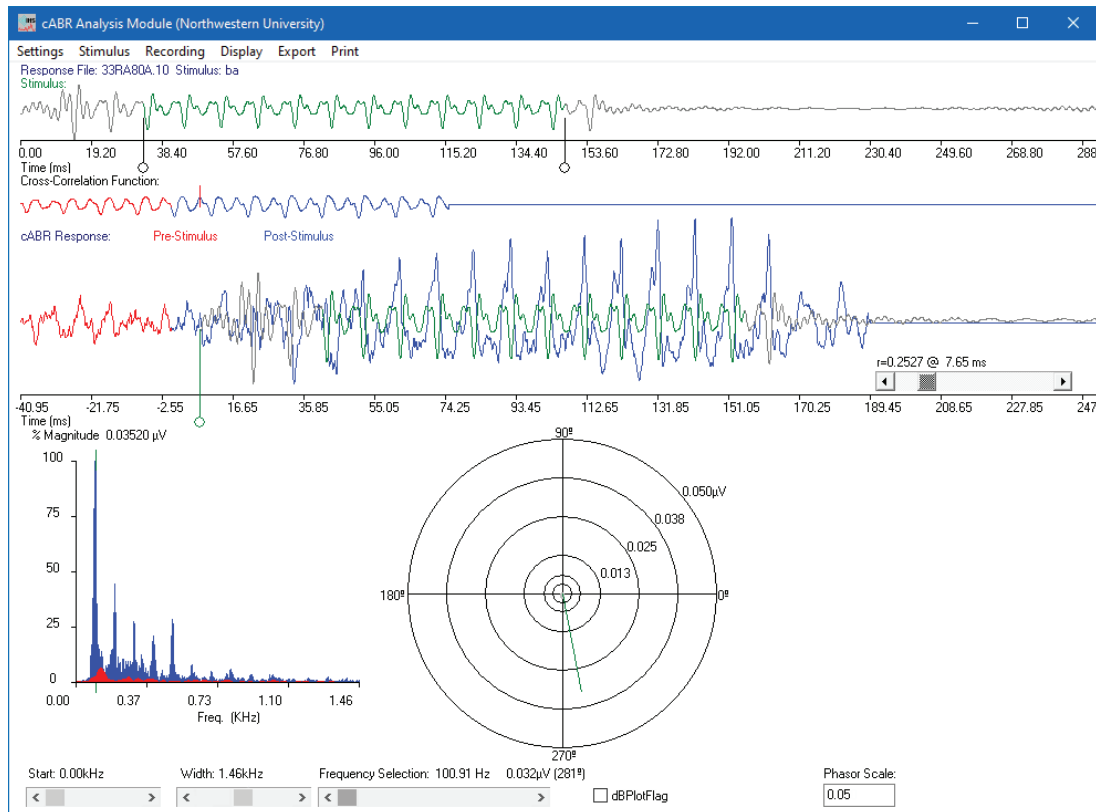 cABR Analysis Module (Northwestern University)
Settings Stimulus Recording Display Export Print
Response File: 33RA80A.10 Stimulus: ba
Stimulus:
0.00 19.20 38.40 57.60 76.80 96.00 115.20 134.40 153.60 172.80 192.00 211.20 230.40 249.60 268.80 288
Time (ms)
Cross-Correlation Function:
cABR Response: Pre-Stimulus Post-Stimulus
r=0.2527 @ 7.65 ms
-40.95 -21.75 -2.55 16.65 35.85 55.05 74.25 93.45 112.65 131.85 151.05 170.25 189.45 208.65 227.85 247
Time (ms)
% Magnitude 0.03520 µV
100
75
50
25
0
0.00 0.37 0.73 1.10 1.46
Freq. (KHz)
90º
0.050µV
0.038
0.025
0.013
180º
0º
270º
Start: 0.00kHz Width: 1.46kHz Frequency Selection: 100.91 Hz 0.032µV (281º)
dBPlotFlag
Phasor Scale:
0.05